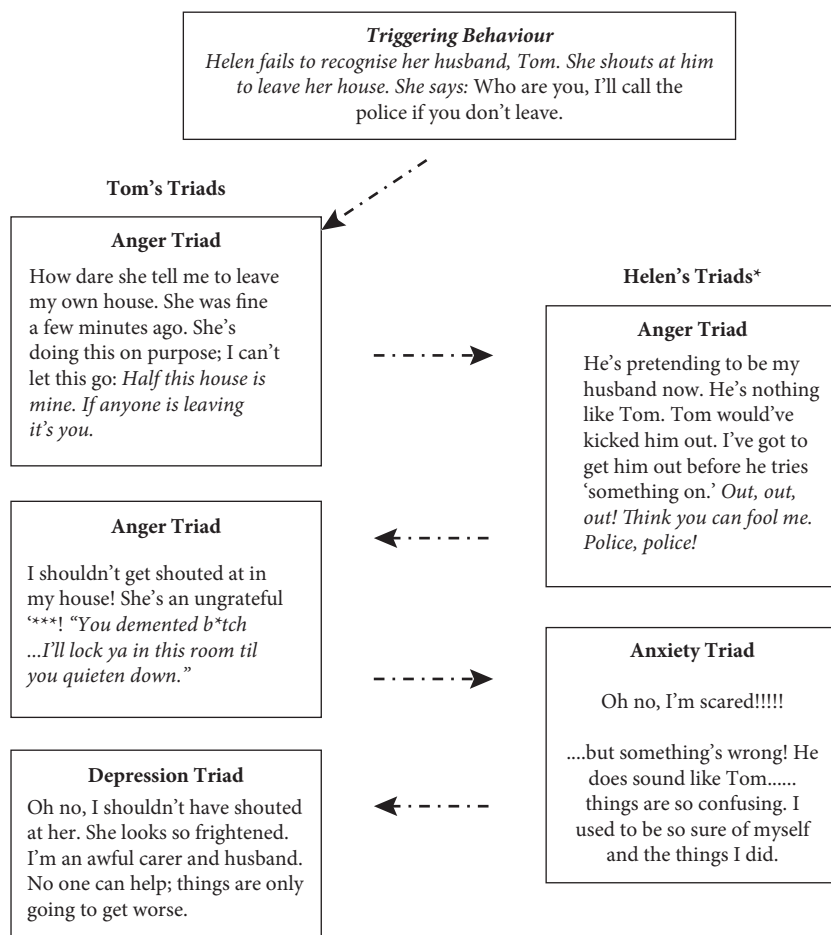 Triggering Behaviour
Helen fails to recognise her husband, Tom. She shouts at him
to leave her house. She says: Who are you, I'll call the
police if you don't leave.
Tom's Triads
Anger Triad
How dare she tell me to leave
my own house. She was fine
a few minutes ago. She's
doing this on purpose; I can't
let this go: Half this house is
mine. If anyone is leaving
it's you.
Helen's Triads*
Anger Triad
He's pretending to be my
husband now. He's nothing
like Tom. Tom would've
kicked him out. I've got to
get him out before he tries
‘something on.’ Out, out,
out! Think you can fool me.
Police, police!
Anger Triad
I shouldn't get shouted at in
my house! She's an ungrateful
‘***! “You demented b*tch
...I'll lock ya in this room til
you quieten down.”
Anxiety Triad
Oh no, I'm scared!!!!!
....but something's wrong! He
does sound like Tom......
things are so confusing. I
used to be so sure of myself
and the things I did.
Depression Triad
Oh no, I shouldn't have shouted
at her. She looks so frightened.
I'm an awful carer and husband.
No one can help; things are only
going to get worse.